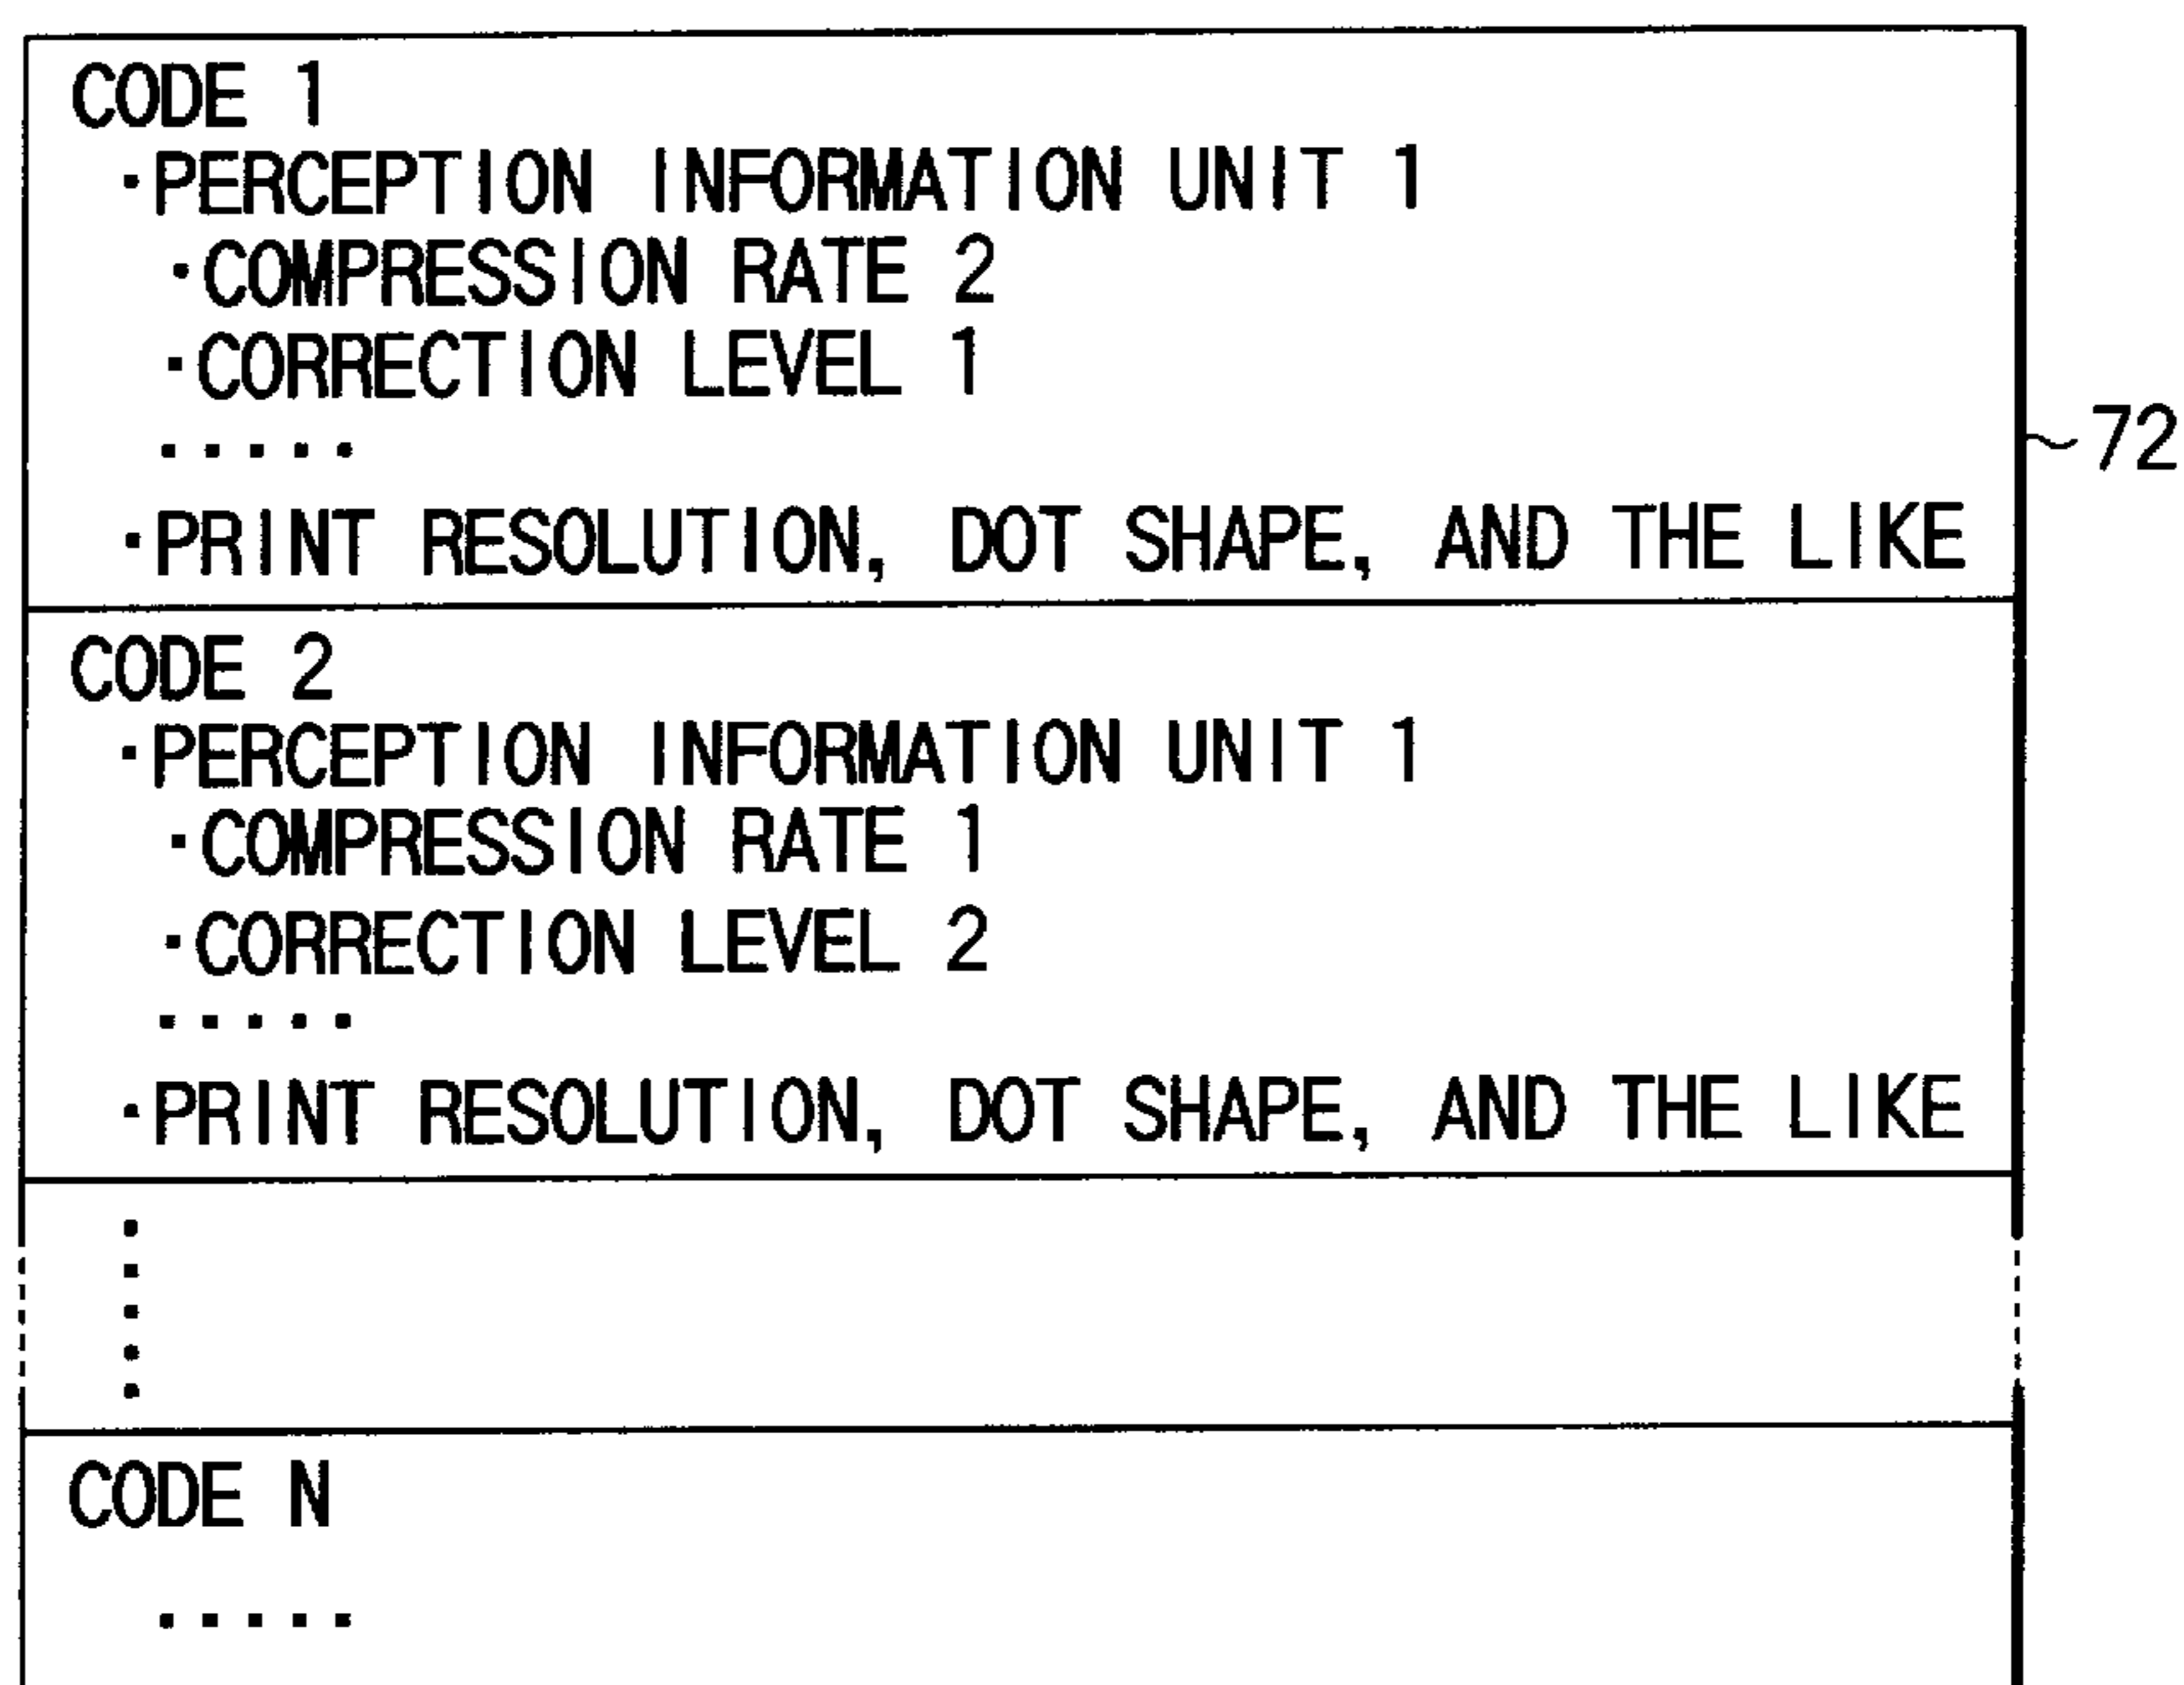 CODE 1
・PERCEPTION INFORMATION UNIT 1
・COMPRESSION RATE 2
・CORRECTION LEVEL 1
・・・・・
~72
・PRINT RESOLUTION, DOT SHAPE, AND THE LIKE
CODE 2
・PERCEPTION INFORMATION UNIT 1
・COMPRESSION RATE 1
・CORRECTION LEVEL 2
・・・・・
・PRINT RESOLUTION, DOT SHAPE, AND THE LIKE
CODE N
・・・・・